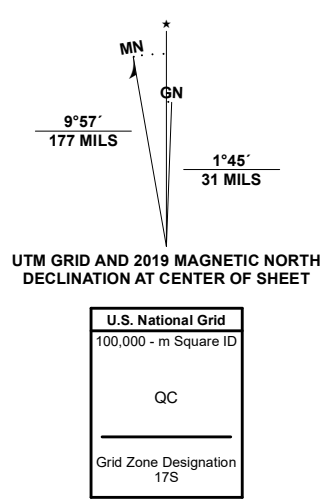 MN
GN
9°57´
177 MILS
1°45´
31 MILS
UTM GRID AND 2019 MAGNETIC NORTH
DECLINATION AT CENTER OF SHEET
U.S. National Grid
100,000 - m Square ID
QC
Grid Zone Designation
17S